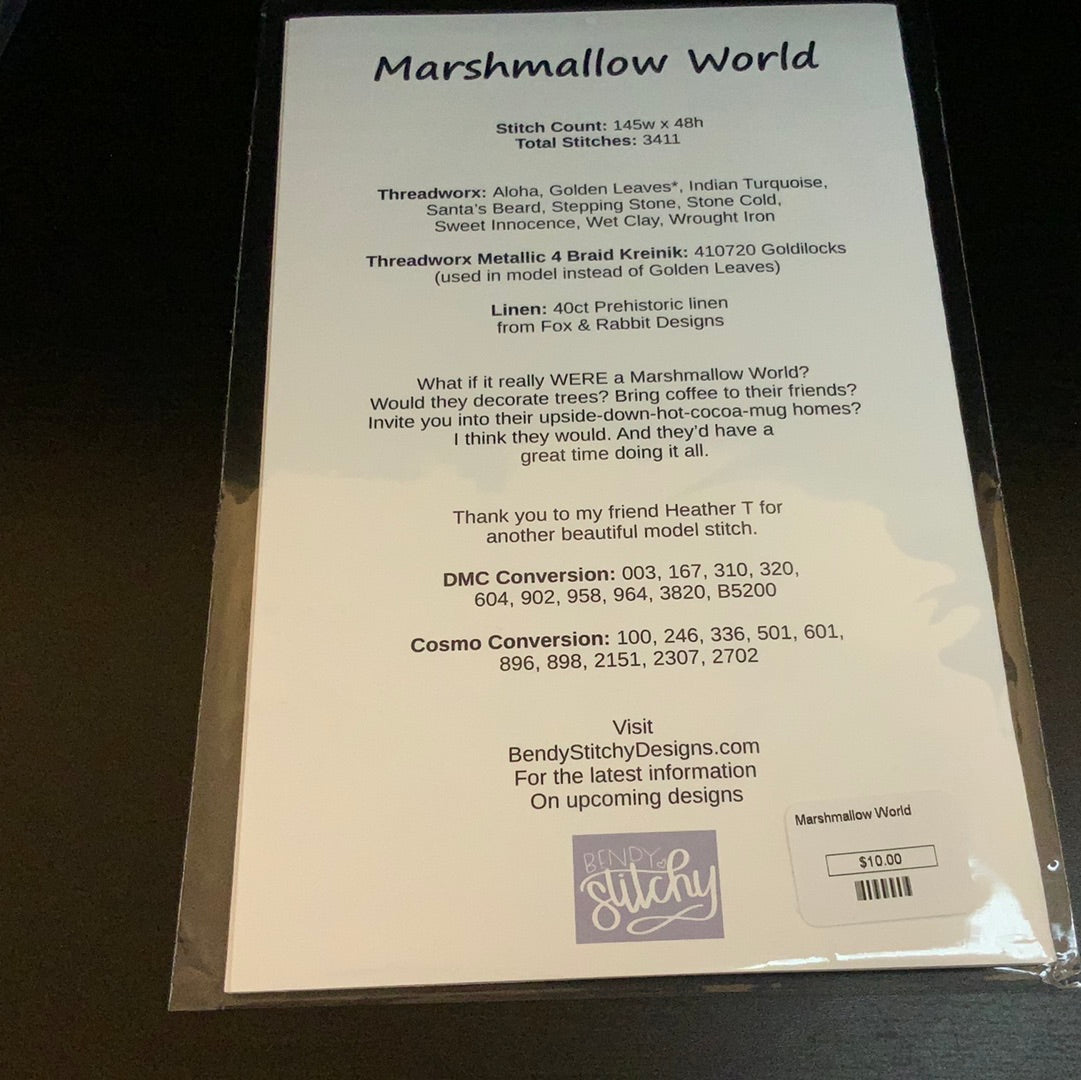 Marshmallow World
Stitch Count: 145w x 48h
Total Stitches: 3411
Threadworx: Aloha, Golden Leaves*, Indian Turquoise,
Santa's Beard, Stepping Stone, Stone Cold,
Sweet Innocence, Wet Clay, Wrought Iron
Threadworx Metallic 4 Braid Kreinik: 410720 Goldilocks
(used in model instead of Golden Leaves)
Linen: 40ct Prehistoric linen
from Fox & Rabbit Designs
What if it really WERE a Marshmallow World?
Would they decorate trees? Bring coffee to their friends?
Invite you into their upside-down-hot-cocoa-mug homes?
I think they would. And they'd have a
great time doing it all.
Thank you to my friend Heather T for
another beautiful model stitch.
DMC Conversion: 003, 167, 310, 320,
604, 902, 958, 964, 3820, B5200
Cosmo Conversion: 100, 246, 336, 501, 601,
896, 898, 2151, 2307, 2702
Visit
BendyStitchyDesigns.com
For the latest information
On upcoming designs
BENDY
stitchy
Marshmallow World
$10.00